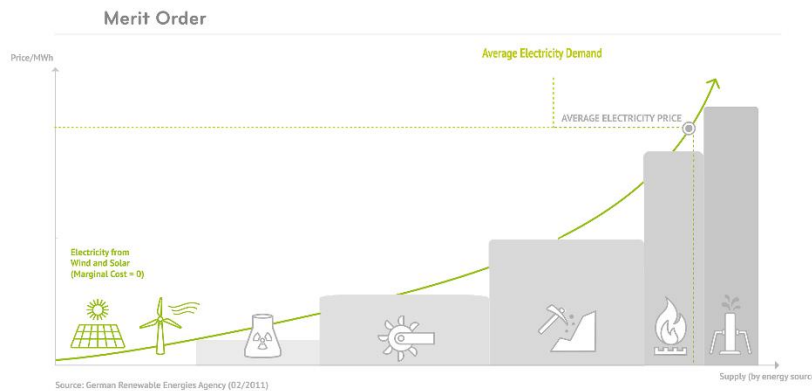 Merit Order
Price/MWh
Average Electricity Demand
AVERAGE ELECTRICITY PRICE
Electricity from
Wind and Solar
(Marginal Cost = 0)
Supply (by energy source
Source: German Renewable Energies Agency (02/2011)